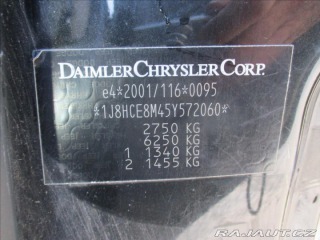 DAIMLERCHRYSLER CORP.
e4*2001/116*0095
*1J8HCE8M45Y572060*
2750 KG
6250 KG
1 1340 KG
2 1455 KG
RAJAUT.CZ